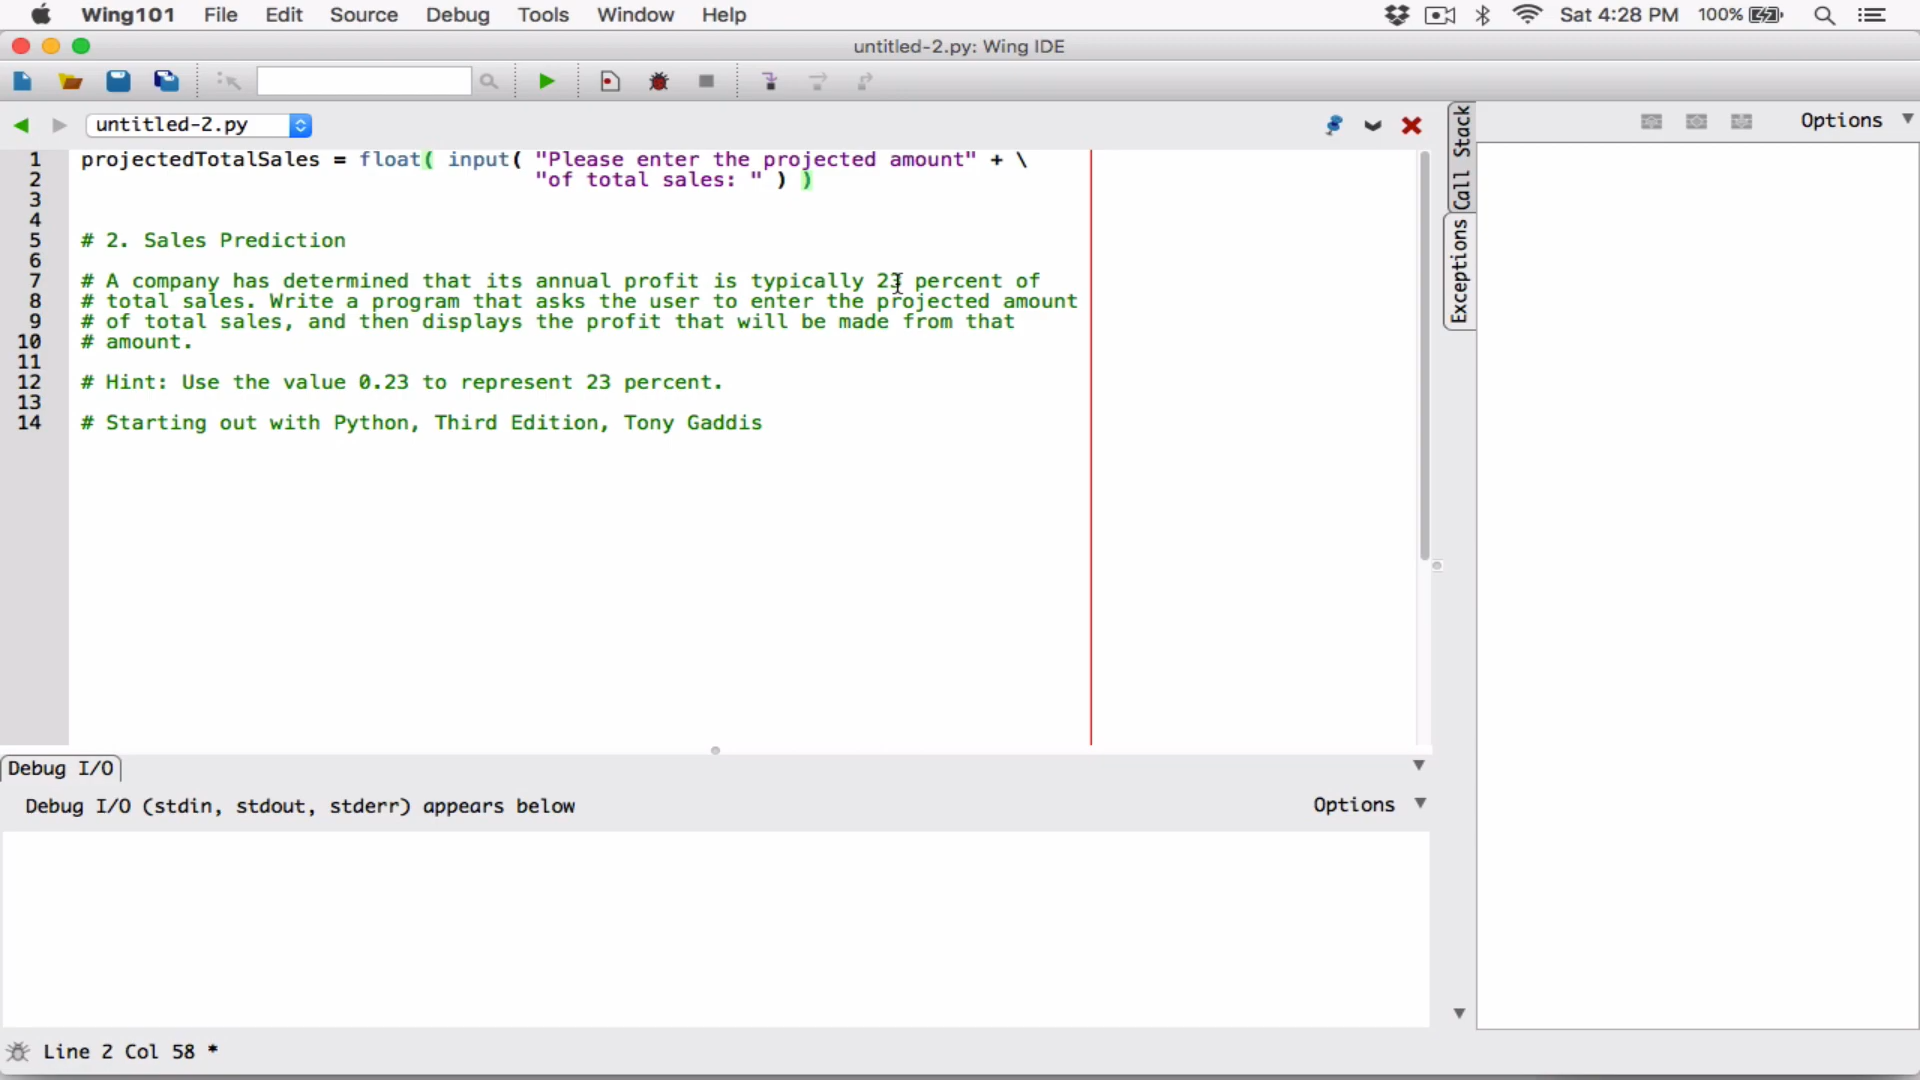 Wing101 File Edit Source Debug Tools Window Help Sat 4:28 PM 100%
untitled-2.py: Wing IDE
untitled-2.py
Options
1 projectedTotalSales = float( input( "Please enter the projected amount" + \
2 "of total sales: " ) )
3
4
5 # 2. Sales Prediction
6
7 # A company has determined that its annual profit is typically 23 percent of
8 # total sales. Write a program that asks the user to enter the projected amount
9 # of total sales, and then displays the profit that will be made from that
10 # amount.
11
12 # Hint: Use the value 0.23 to represent 23 percent.
13
14 # Starting out with Python, Third Edition, Tony Gaddis
Call Stack
Exceptions
Debug I/O
Debug I/O (stdin, stdout, stderr) appears below
Options
Line 2 Col 58 *